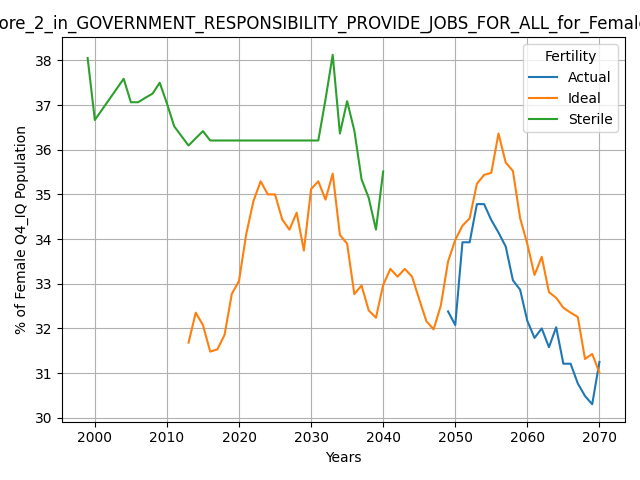 ore_2_in_GOVERNMENT_RESPONSIBILITY_PROVIDE_JOBS_FOR_ALL_for_Female
Fertility
Actual
Ideal
Sterile
38
37
36
35
34
33
32
31
30
% of Female Q4_IQ Population
2000 2010 2020 2030 2040 2050 2060 2070
Years